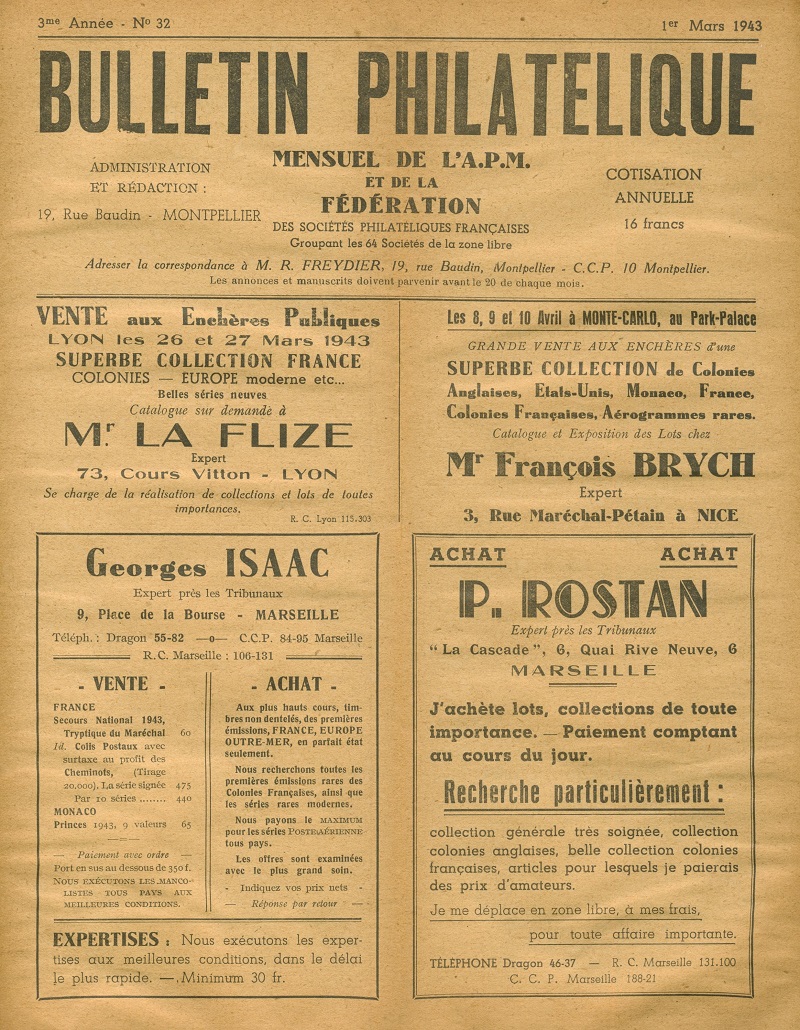 3me Année - No 32
1er Mars 1943
BULLETIN PHILATELIQUE
ADMINISTRATION
ET RÉDACTION :
19, Rue Baudin - MONTPELLIER
MENSUEL DE L'A.P.M.
ET DE LA
FÉDÉRATION
DES SOCIÉTÉS PHILATÉLIQUES FRANÇAISES
Groupant les 64 Sociétés de la zone libre
COTISATION
ANNUELLE
16 francs
Adresser la correspondance à M. R. FREYDIER, 19, rue Baudin, Montpellier - C.C.P. 10 Montpellier.
Les annonces et manuscrits doivent parvenir avant le 20 de chaque mois.
VENTE aux Enchères Publiques
LYON les 26 et 27 Mars 1943
SUPERBE COLLECTION FRANCE
COLONIES — EUROPE moderne etc...
Belles séries neuves
Catalogue sur demande à
Mr. LA FLIZE
Expert
73, Cours Vitton - LYON
Se charge de la réalisation de collections et lots de toutes
importances.
R. C. Lyon 115.303
Les 8, 9 et 10 Avril à MONTE-CARLO, au Park-Palace
GRANDE VENTE AUX ENCHÈRES d'une
SUPERBE COLLECTION de Colonies
Anglaises, Etats-Unis, Monaco, France,
Colonies Françaises, Aérogrammes rares.
Catalogue et Exposition des Lots chez
Mr François BRYCH
Expert
3, Rue Maréchal-Pétain à NICE
Georges ISAAC
Expert près les Tribunaux
9, Place de la Bourse - MARSEILLE
Téléph. : Dragon 55-82 —o— C.C.P. 84-95 Marseille
R.C. Marseille : 106-131
- VENTE -
FRANCE
Secours National 1943,
Tryptique du Maréchal 60
Id. Colis Postaux avec
surtaxe au profit des
Cheminots, (Tirage
20.000). La série signée 475
Par 10 séries ........ 440
MONACO
Princes 1943, 9 valeurs 65
— Paiement avec ordre —
Port en sus au dessous de 350 f.
NOUS EXÉCUTONS LES MANCO-
LISTES TOUS PAYS AUX
MEILLEURES CONDITIONS.
- ACHAT -
Aux plus hauts cours, tim-
bres non dentelés, des premières
émissions, FRANCE, EUROPE
OUTRE-MER, en parfait état
seulement.
Nous recherchons toutes les
premières émissions rares des
Colonies Françaises, ainsi que
les séries rares modernes.
Nous payons le MAXIMUM
pour les séries POSTE AÉRIENNE
tous pays.
Les offres sont examinées
avec le plus grand soin.
- Indiquez vos prix nets -
— Réponse par retour —
EXPERTISES : Nous exécutons les exper-
tises aux meilleures conditions, dans le délai
le plus rapide. —. Minimum 30 fr.
ACHAT ACHAT
P. ROSTAN
Expert près les Tribunaux
“ La Cascade ”, 6, Quai Rive Neuve, 6
MARSEILLE
J'achète lots, collections de toute
importance. — Paiement comptant
au cours du jour.
Recherche particulièrement :
collection générale très soignée, collection
colonies anglaises, belle collection colonies
françaises, articles pour lesquels je paierais
des prix d'amateurs.
Je me déplace en zone libre, à mes frais,
pour toute affaire importante.
TÉLÉPHONE Dragon 46-37 — R. C. Marseille 131.100
C. C. P. Marseille 188-21